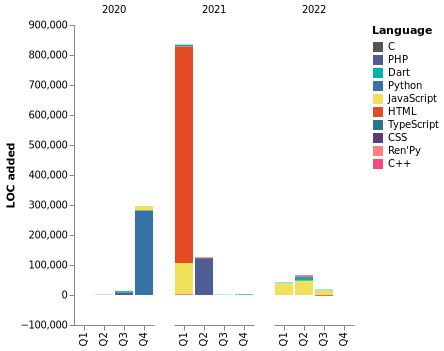 2020 2021 2022
900,000
800,000
700,000
600,000
500,000
400,000
300,000
200,000
100,000
0
−100,000
LOC added
Q1 Q2 Q3 Q4 Q1 Q2 Q3 Q4 Q1 Q2 Q3 Q4
Language
C
PHP
Dart
Python
JavaScript
HTML
TypeScript
CSS
Ren'Py
C++